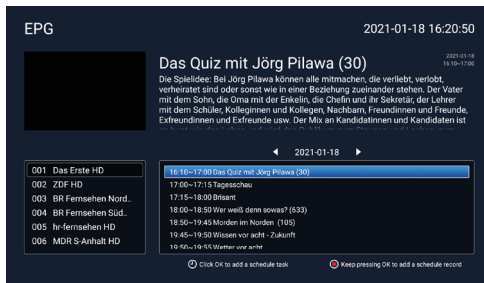 EPG
2021-01-18 16:20:50
Das Quiz mit Jörg Pilawa (30)
2021-01-18
16:10~17:00
Die Spielidee: Bei Jörg Pilawa können alle mitmachen, die verliebt, verlobt,
verheiratet sind oder sonst wie in einer Beziehung zueinander stehen. Der Vater
mit dem Sohn, die Oma mit der Enkelin, die Chefin und ihr Sekretär, der Lehrer
mit dem Schüler, Kolleginnen und Kollegen, Nachbarn, Freundinnen und Freunde,
Exfreundinnen und Exfreunde usw. Der Mix an Kandidatinnen und Kandidaten ist
2021-01-18
001 Das Erste HD
002 ZDF HD
003 BR Fernsehen Nord..
004 BR Fernsehen Süd..
005 hr-fernsehen HD
006 MDR S-Anhalt HD
16:10~17:00 Das Quiz mit Jörg Pilawa (30)
17:00~17:15 Tagesschau
17:15~18:00 Brisant
18:00~18:50 Wer weiß denn sowas? (633)
18:50~19:45 Morden im Norden (105)
19:45~19:50 Wissen vor acht - Zukunft
19:50~19:55 Wetter vor acht
Click OK to add a schedule task
Keep pressing OK to add a schedule record